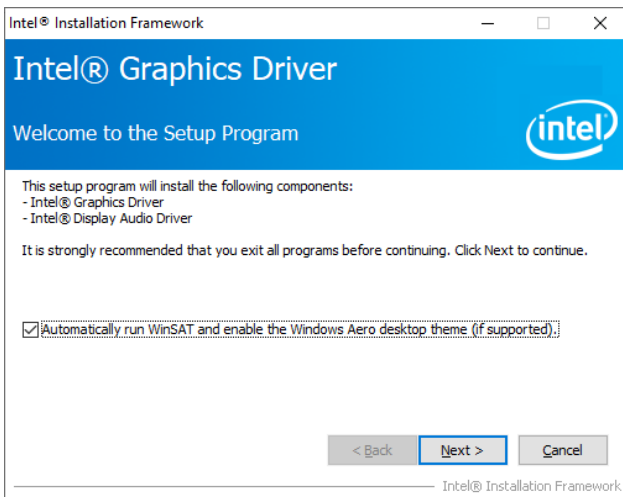 Intel® Installation Framework
Intel® Graphics Driver
Welcome to the Setup Program
intel
This setup program will install the following components:
- Intel® Graphics Driver
- Intel® Display Audio Driver
It is strongly recommended that you exit all programs before continuing. Click Next to continue.
Automatically run WinSAT and enable the Windows Aero desktop theme (if supported).
< Back
Next >
Cancel
Intel® Installation Framework